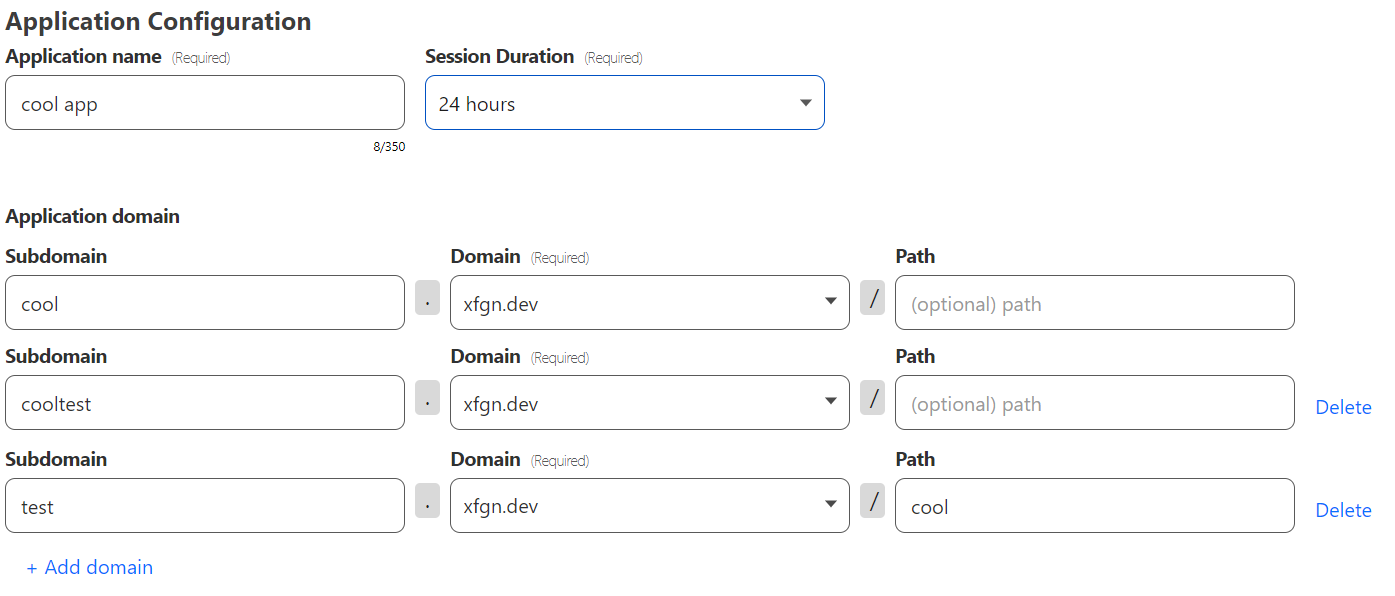 Application Configuration
Application name (Required) Session Duration (Required)
cool app 24 hours
8/350
Application domain
Subdomain Domain (Required) Path
cool . xfgn.dev / (optional) path
Subdomain Domain (Required) Path
cooltest . xfgn.dev / (optional) path Delete
Subdomain Domain (Required) Path
test . xfgn.dev / cool Delete
+ Add domain